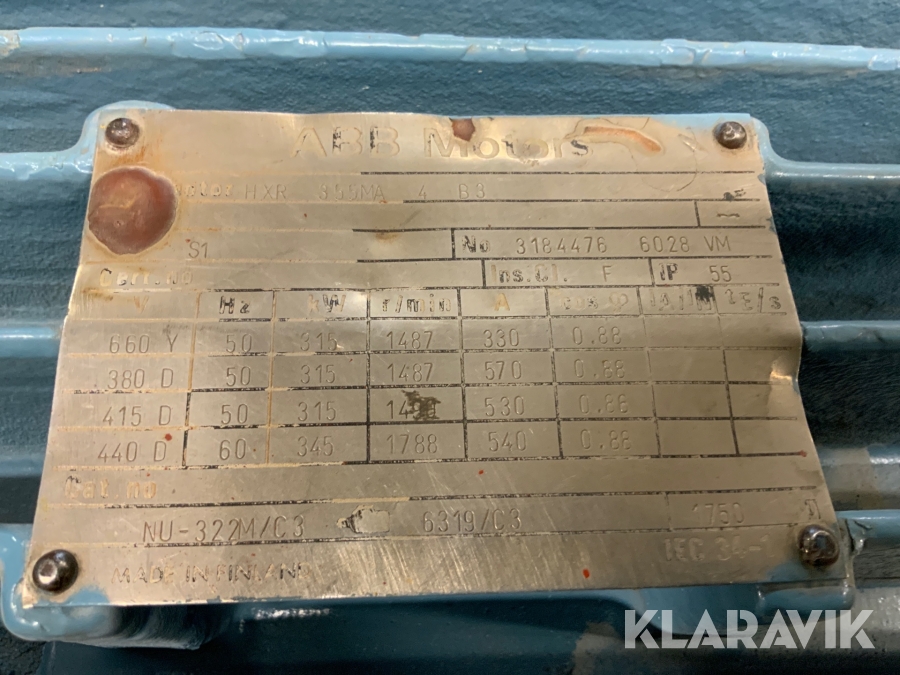 ABB Motors
HXR 355MA 4 B3
S1 No 3184476 6028 VM
Cert.no Ins.Cl. F IP 55
V Hz kW r/min A cos φ
660 Y 50 315 1487 330 0.88
380 D 50 315 1487 570 0.88
415 D 50 315 530 0.88
440 D 60 345 1788 540 0.88
Cat no
NU-322M/C3 6319/C3 1750
IEC 34-1
MADE IN FINLAND
KLARAVIK